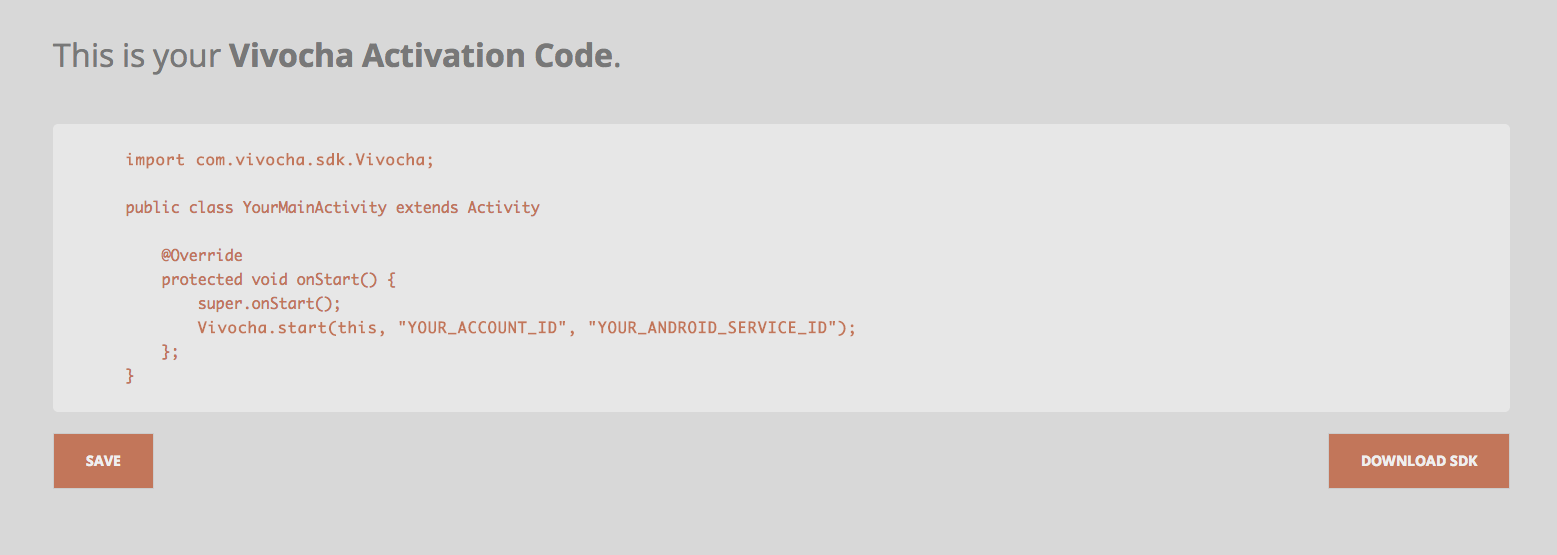 This is your Vivocha Activation Code.
import com.vivocha.sdk.Vivocha;
public class YourMainActivity extends Activity
@Override
protected void onStart() {
super.onStart();
Vivocha.start(this, "YOUR_ACCOUNT_ID", "YOUR_ANDROID_SERVICE_ID");
};
}
SAVE
DOWNLOAD SDK